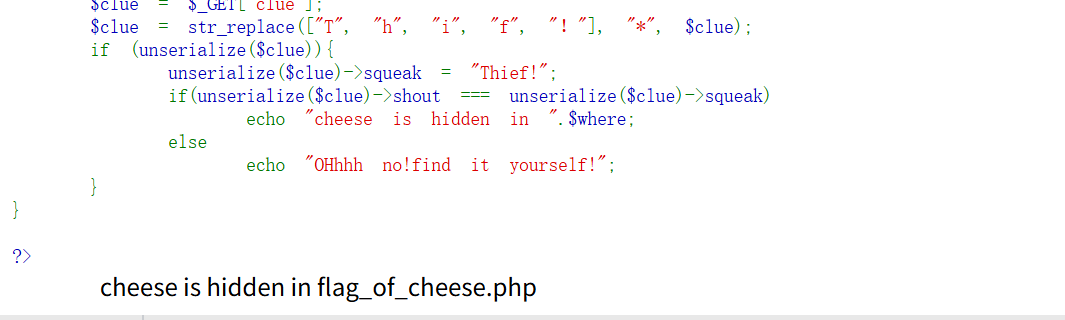 $clue = $_GET['clue'];
$clue = str_replace(["T", "h", "i", "f", "!"], "*", $clue);
if (unserialize($clue)){
unserialize($clue)->squeak = "Thief!";
if(unserialize($clue)->shout === unserialize($clue)->squeak)
echo "cheese is hidden in ".$where;
else
echo "OHhhh no!find it yourself!";
}
}
?>
cheese is hidden in flag_of_cheese.php